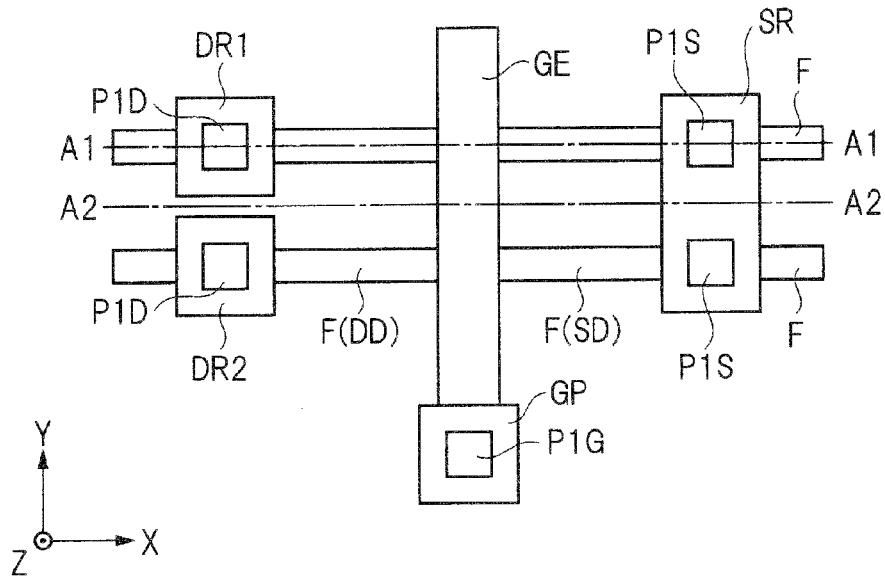 DR1
GE
P1S
SR
P1D
F
A1
A1
A2
A2
P1D
F(DD)
F(SD)
F
DR2
P1S
GP
P1G
Y
X
Z